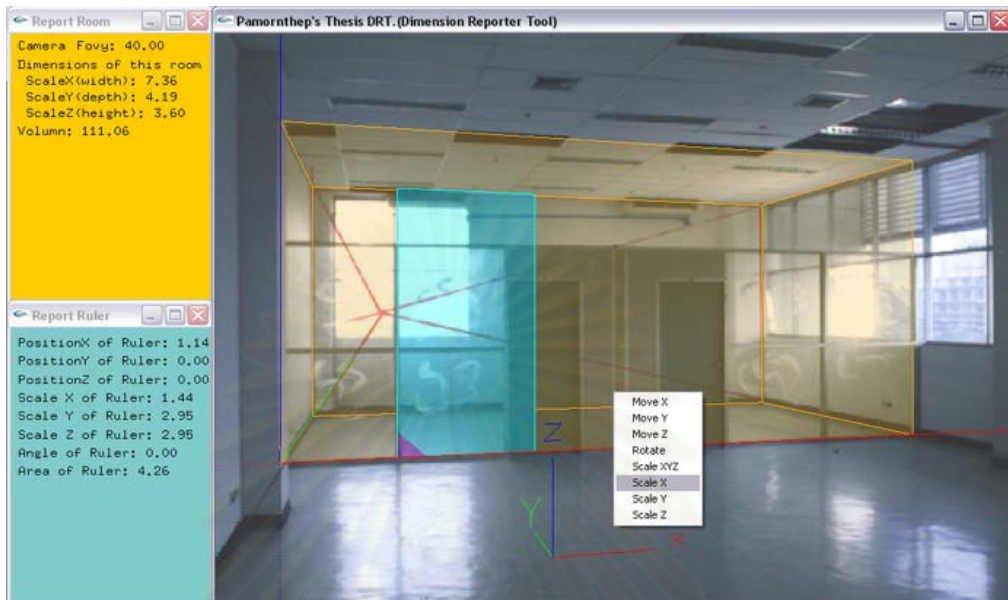 Report Room
Camera Fovy: 40.00
Dimensions of this room
ScaleX(width): 7.36
ScaleY(depth): 4.19
ScaleZ(height): 3.60
Volumn: 111.06
Report Ruler
PositionX of Ruler: 1.14
PositionY of Ruler: 0.00
PositionZ of Ruler: 0.00
Scale X of Ruler: 1.44
Scale Y of Ruler: 2.95
Scale Z of Ruler: 2.95
Angle of Ruler: 0.00
Area of Ruler: 4.26
Pamornthep's Thesis DRT.(Dimension Reporter Tool)
Move X
Move Y
Move Z
Rotate
Scale XYZ
Scale X
Scale Y
Scale Z
Z
Y
X